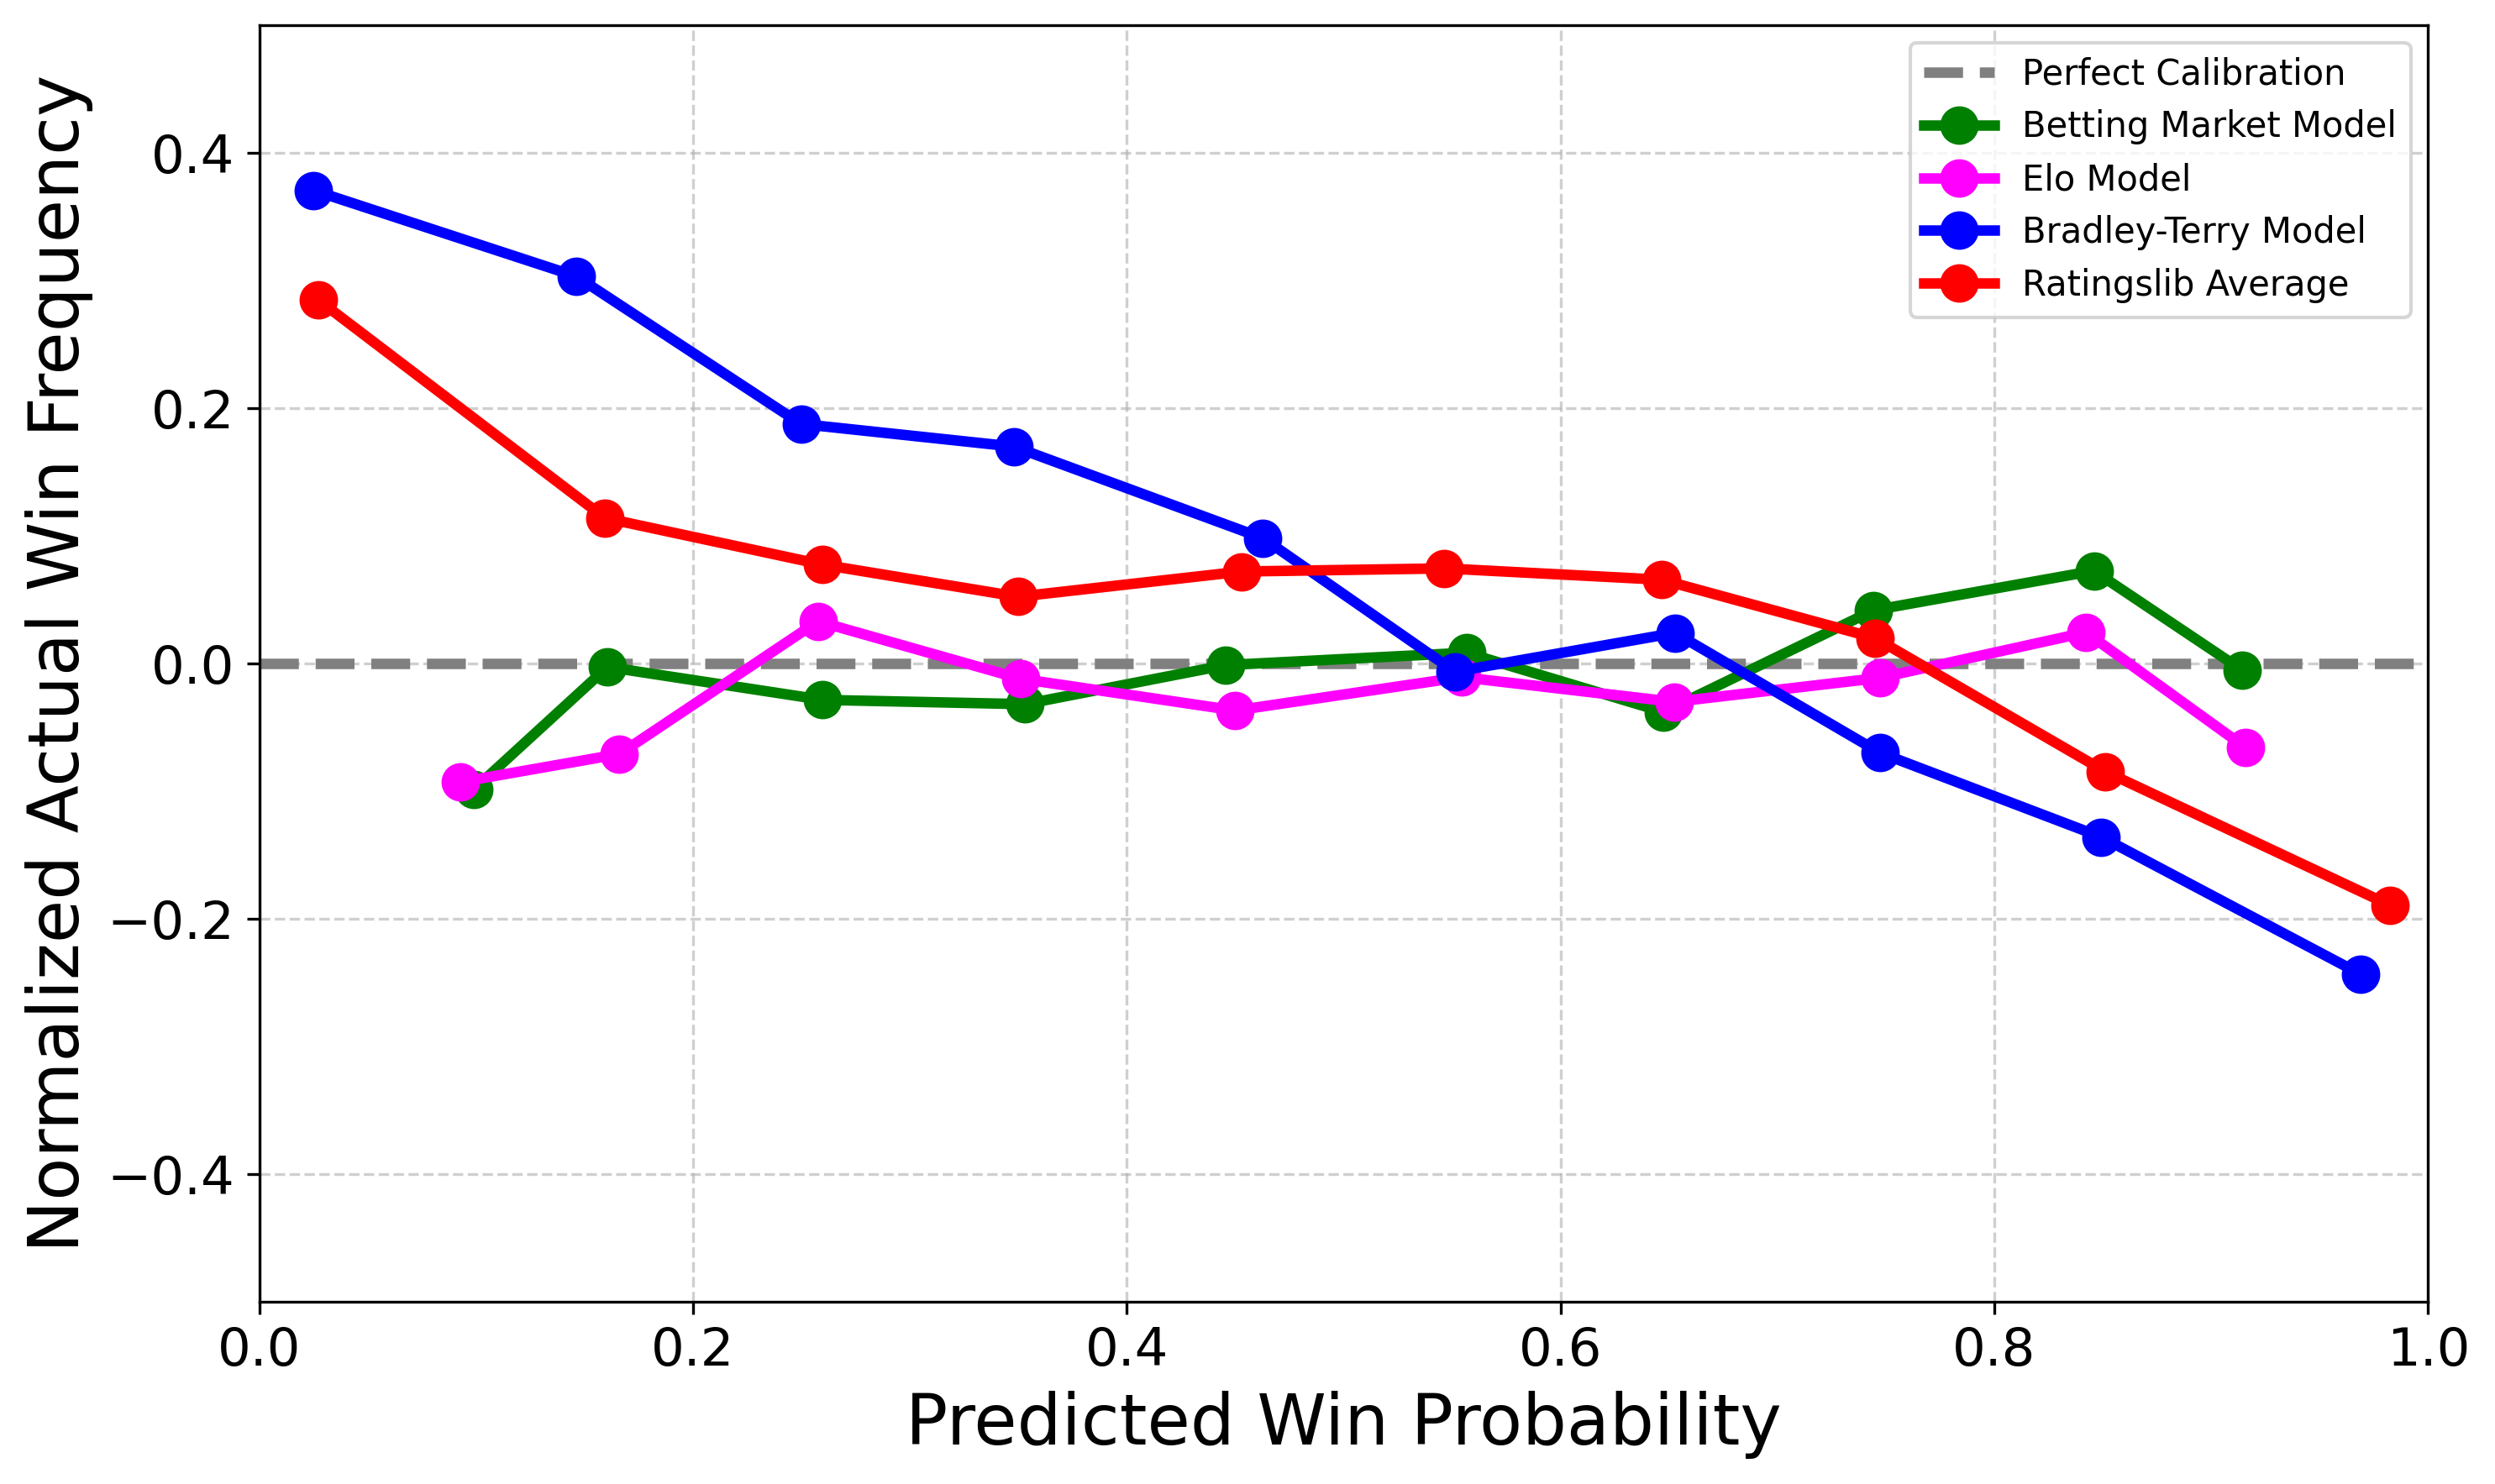 Normalized Actual Win Frequency
0.4
0.2
0.0
−0.2
−0.4
Perfect Calibration
Betting Market Model
Elo Model
Bradley-Terry Model
Ratingslib Average
0.0 0.2 0.4 0.6 0.8 1.0
Predicted Win Probability